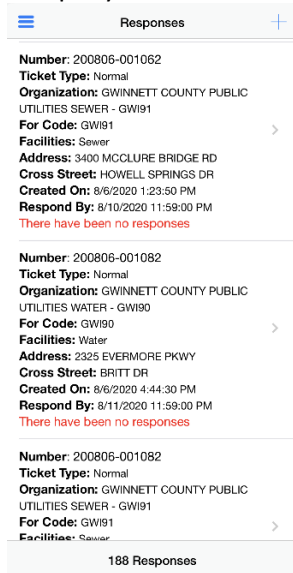 Responses
Number: 200806-001062
Ticket Type: Normal
Organization: GWINNETT COUNTY PUBLIC
UTILITIES SEWER - GWI91
For Code: GWI91
Facilities: Sewer
Address: 3400 MCCLURE BRIDGE RD
Cross Street: HOWELL SPRINGS DR
Created On: 8/6/2020 1:23:50 PM
Respond By: 8/10/2020 11:59:00 PM
There have been no responses
Number: 200806-001082
Ticket Type: Normal
Organization: GWINNETT COUNTY PUBLIC
UTILITIES WATER - GWI90
For Code: GWI90
Facilities: Water
Address: 2325 EVERMORE PKWY
Cross Street: BRITT DR
Created On: 8/6/2020 4:44:30 PM
Respond By: 8/11/2020 11:59:00 PM
There have been no responses
Number: 200806-001082
Ticket Type: Normal
Organization: GWINNETT COUNTY PUBLIC
UTILITIES SEWER - GWI91
For Code: GWI91
Facilities: Sewer
188 Responses